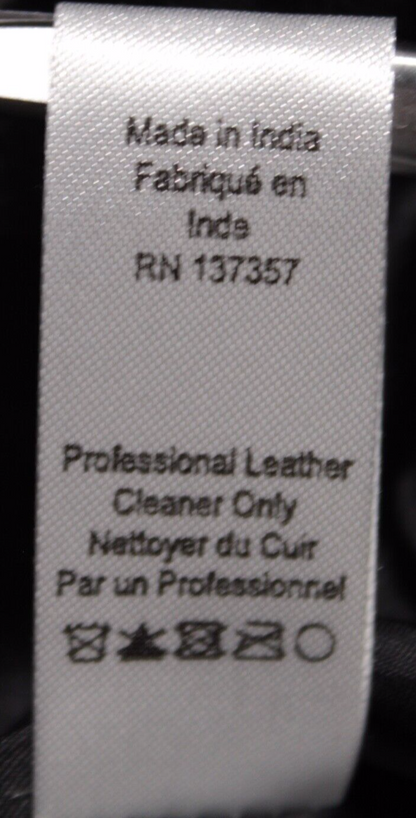 Made in India
Fabriqué en
Inde
RN 137357
Professional Leather
Cleaner Only
Nettoyer du Cuir
Par un Professionnel